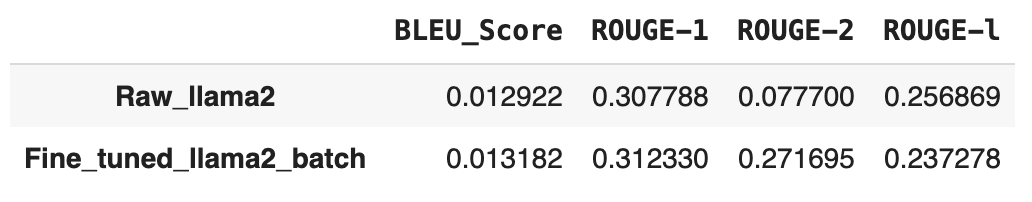 BLEU_Score ROUGE-1 ROUGE-2 ROUGE-l
Raw_llama2 0.012922 0.307788 0.077700 0.256869
Fine_tuned_llama2_batch 0.013182 0.312330 0.271695 0.237278